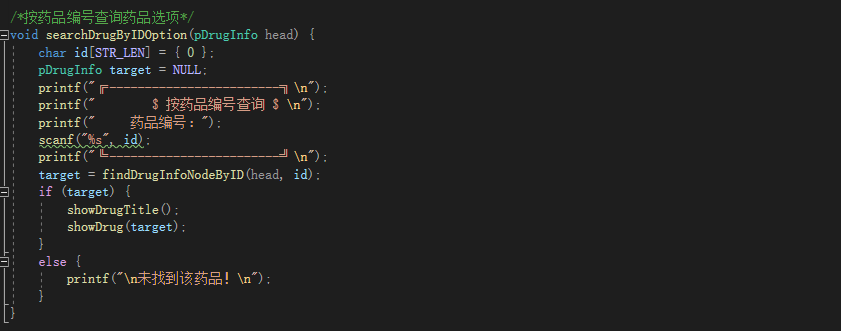 /*按药品编号查询药品选项*/
void searchDrugByIDOption(pDrugInfo head) {
    char id[STR_LEN] = { 0 };
    pDrugInfo target = NULL;
    printf("╔------------------------╗\n");
    printf("        $ 按药品编号查询 $ \n");
    printf("     药品编号：");
    scanf("%s", id);
    printf("╚------------------------╝\n");
    target = findDrugInfoNodeByID(head, id);
    if (target) {
        showDrugTitle();
        showDrug(target);
    }
    else {
        printf("\n未找到该药品！\n");
    }
}